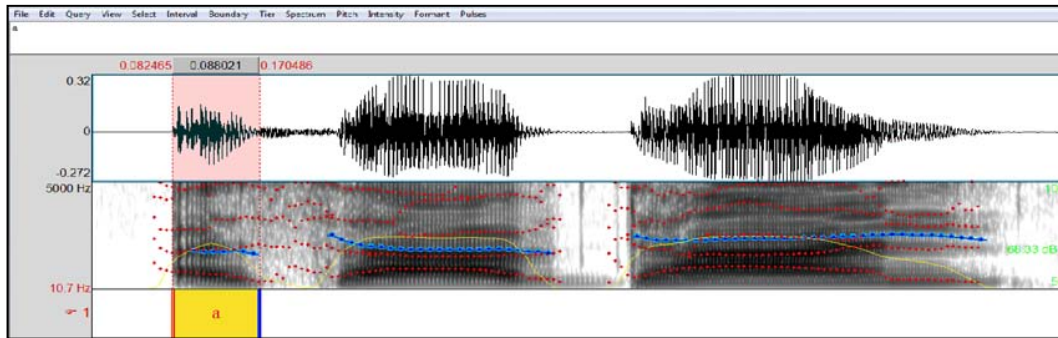 File Edit Query View Select Interval Boundary Tier Spectrum Pitch Intensity Formant Pulses
a
0.082465 0.088021 0.170486
0.32
0
-0.272
5000 Hz
68.33 dB
10.7 Hz
☞ 1 a